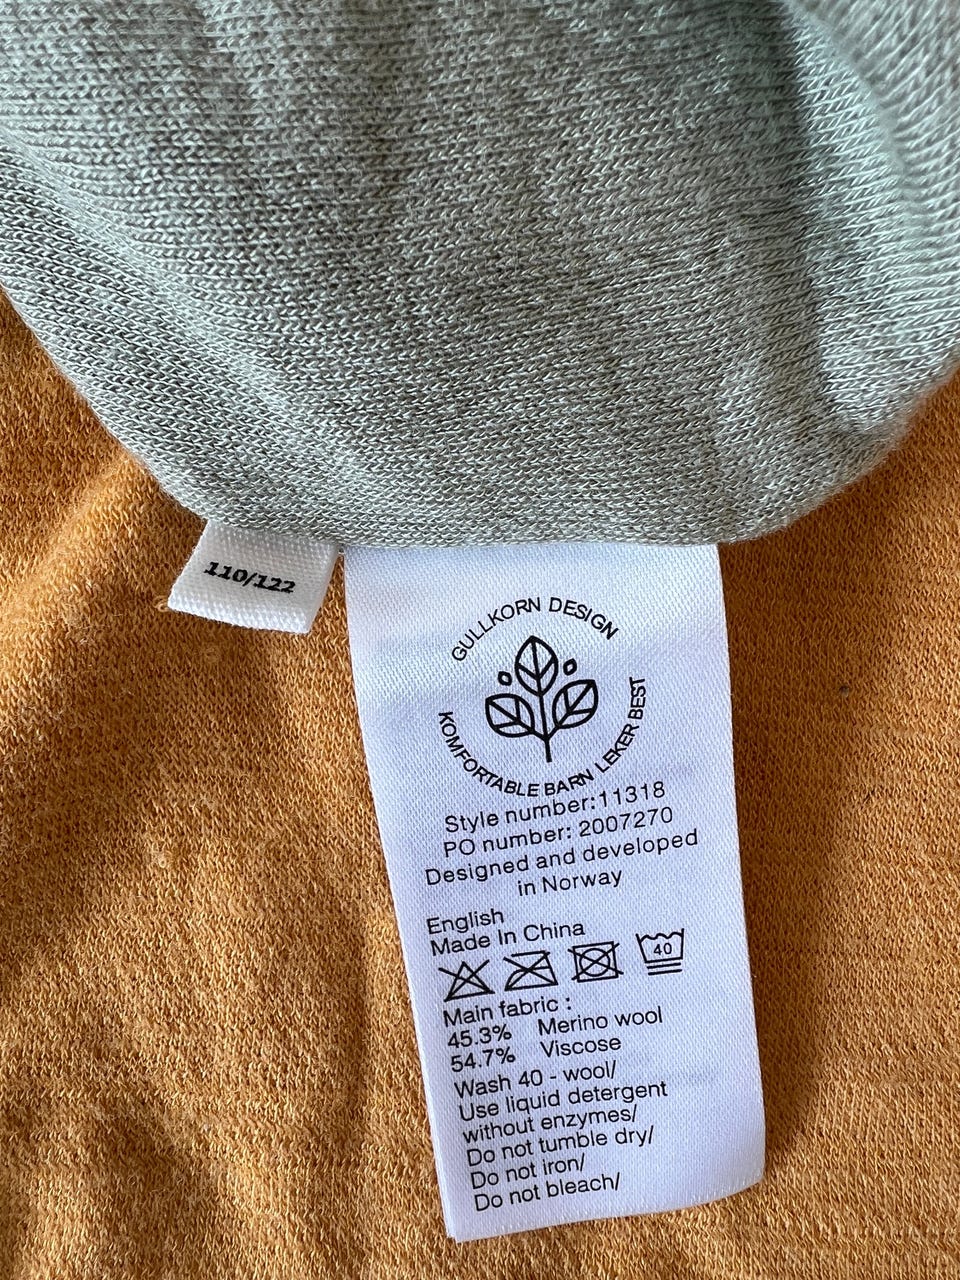 110/122
GULLKORN DESIGN
KOMFORTABLE BARN LEKER BEST
Style number:11318
PO number: 2007270
Designed and developed
in Norway
English
Made In China
40
Main fabric :
45.3% Merino wool
54.7% Viscose
Wash 40 - wool/
Use liquid detergent
without enzymes/
Do not tumble dry/
Do not iron/
Do not bleach/